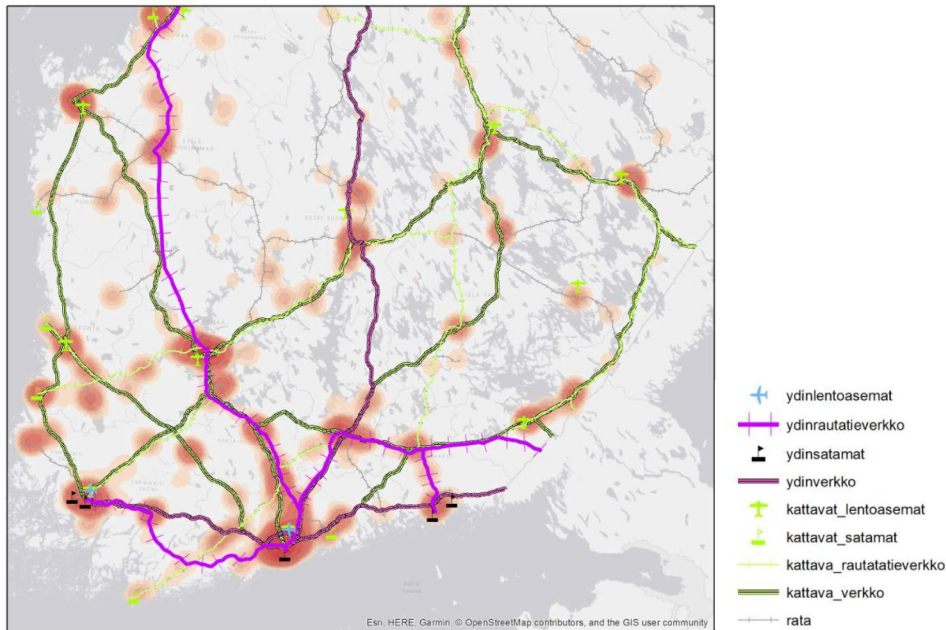 Esri, HERE, Garmin, © OpenStreetMap contributors, and the GIS user community
ydinlentoasemat
ydinrautatieverkko
ydinsatamat
ydinverkko
kattavat_lentoasemat
kattavat_satamat
kattava_rautatatieverkko
kattava_verkko
rata